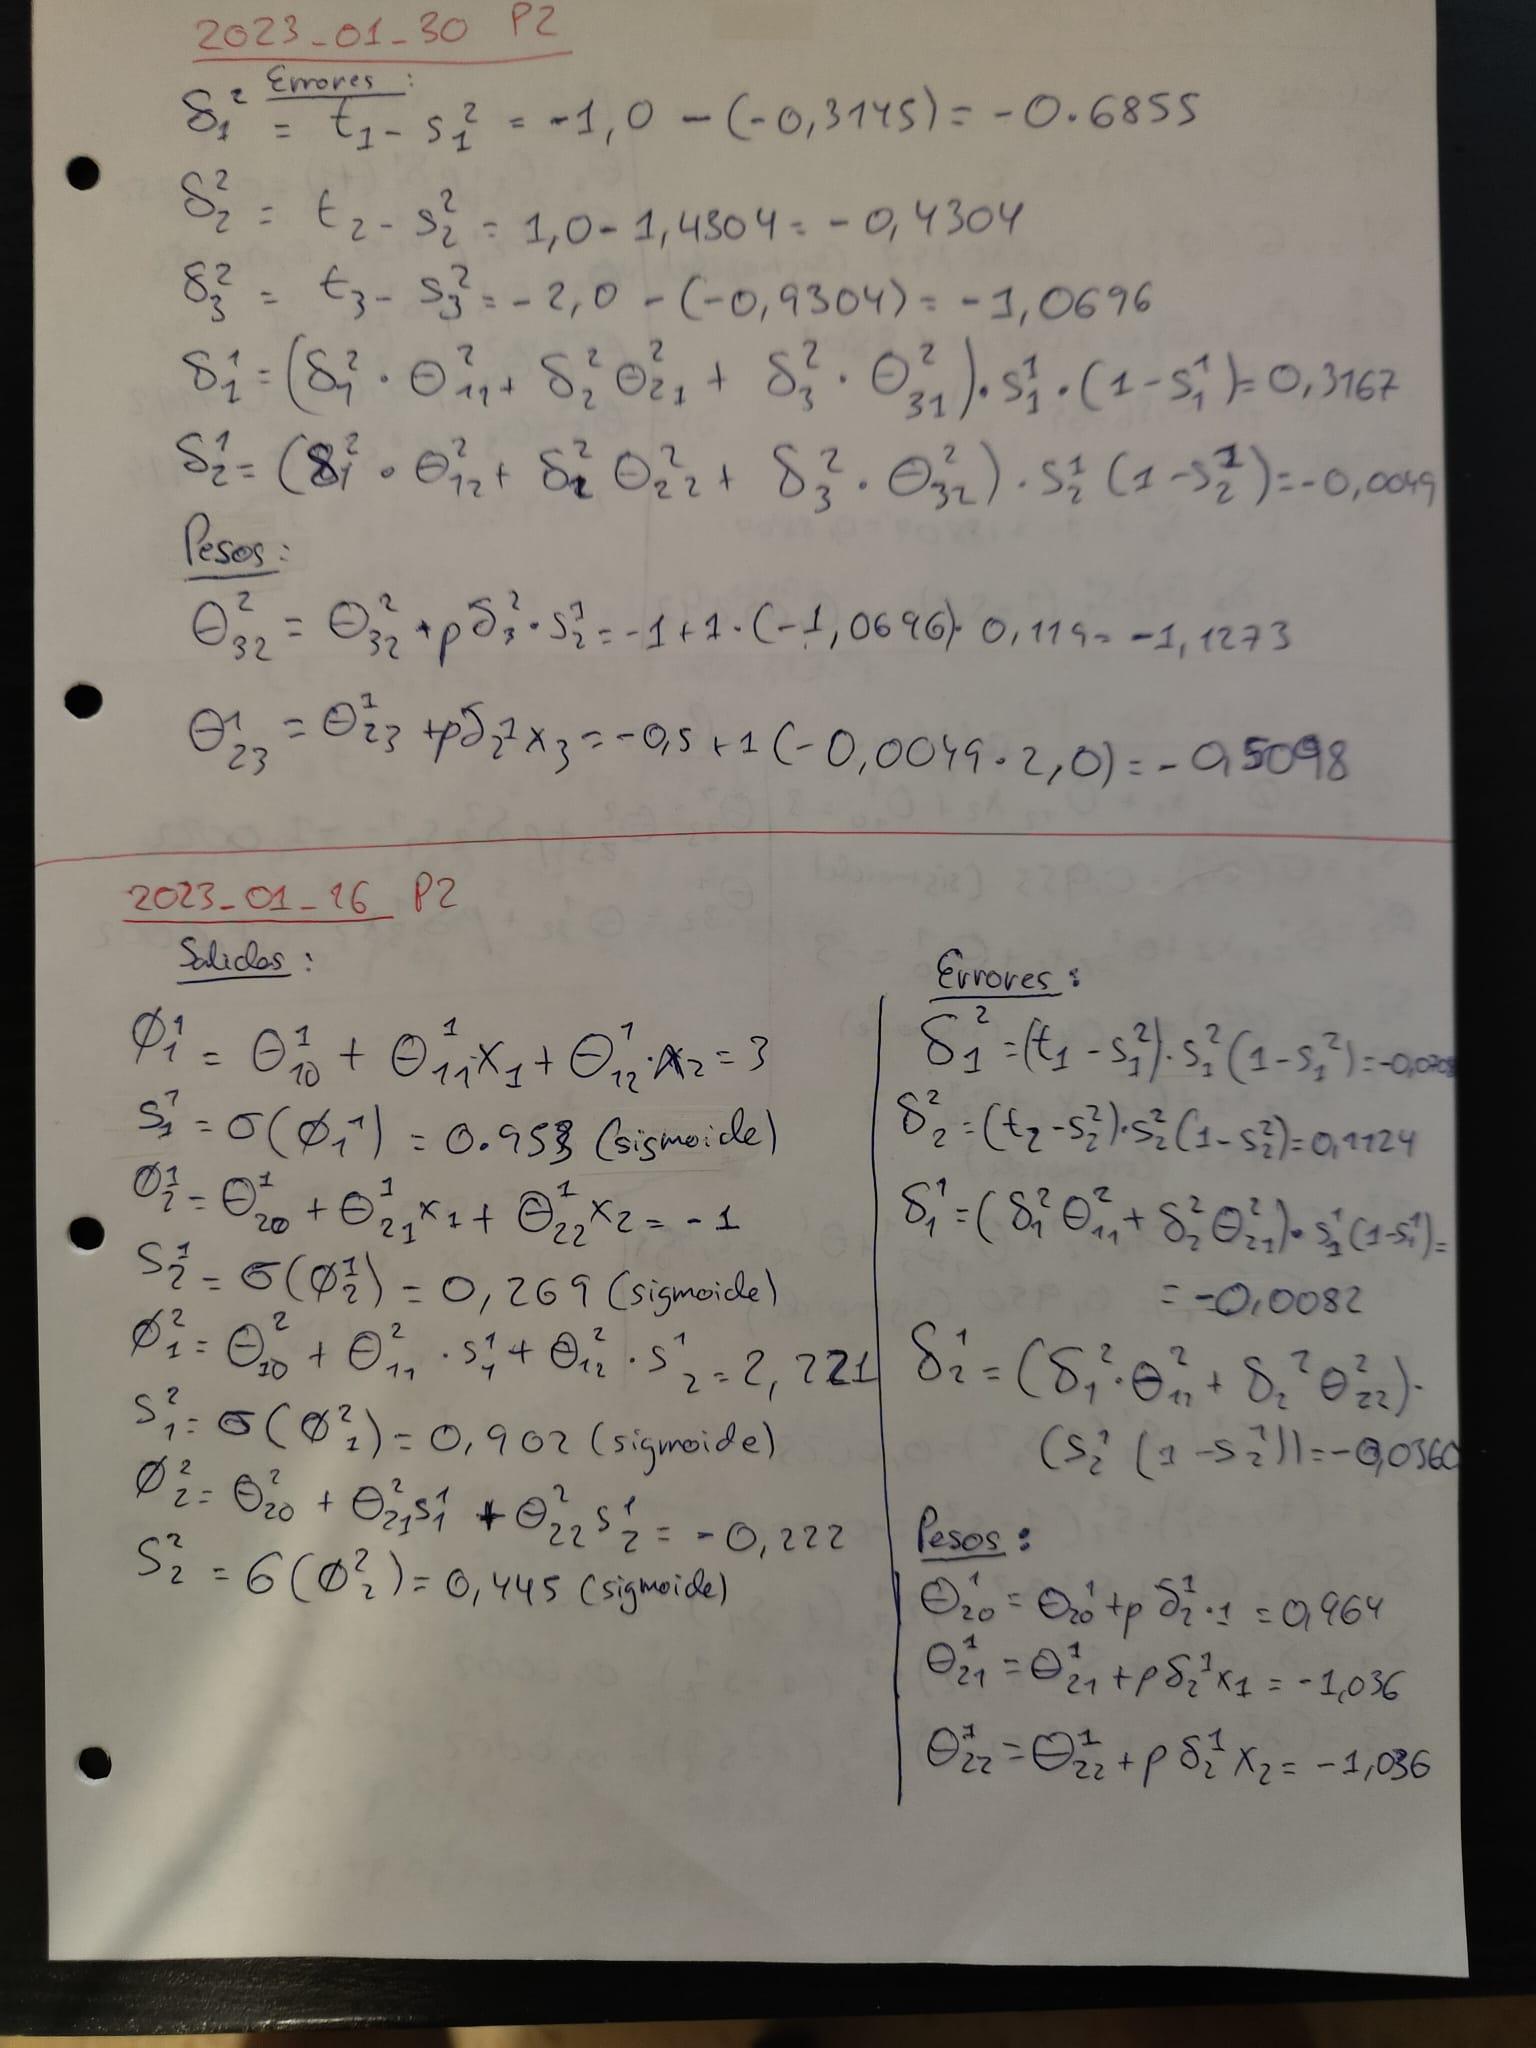 2023_01_30 P2
Errores:
δ₁² = t₁ - s₁² = -1,0 - (-0,3145) = -0.6855
δ₂² = t₂ - s₂² = 1,0 - 1,4304 = -0,4304
δ₃² = t₃ - s₃² = -2,0 - (-0,9304) = -1,0696
δ₁¹ = (δ₁² · Θ₁₁² + δ₂² Θ₂₁² + δ₃² · Θ₃₁²) · s₁¹ · (1 - s₁¹) = 0,3167
δ₂¹ = (δ₁² · Θ₁₂² + δ₂² Θ₂₂² + δ₃² · Θ₃₂²) · s₂¹ (1 - s₂¹) = -0,0049
Pesos:
Θ₃₂² = Θ₃₂² + ρ δ₃² · s₂¹ = -1 + 1 · (-1,0696) · 0,119 = -1,1273
Θ₂₃¹ = Θ₂₃¹ + ρ δ₂¹ x₃ = -0,5 + 1 (-0,0049 · 2,0) = -0,5098
2023_01_16 P2
Salidas:
ϕ₁¹ = Θ₁₀¹ + Θ₁₁¹ x₁ + Θ₁₂¹ · x₂ = 3
s₁¹ = σ(ϕ₁¹) = 0.953 (sigmoide)
ϕ₂¹ = Θ₂₀¹ + Θ₂₁¹ x₁ + Θ₂₂¹ x₂ = -1
s₂¹ = σ(ϕ₂¹) = 0,269 (sigmoide)
ϕ₁² = Θ₁₀² + Θ₁₁² · s₁¹ + Θ₁₂² · s₂¹ = 2,221
s₁² = σ(ϕ₁²) = 0,902 (sigmoide)
ϕ₂² = Θ₂₀² + Θ₂₁² s₁¹ + Θ₂₂² s₂¹ = -0,222
s₂² = σ(ϕ₂²) = 0,445 (sigmoide)
Errores:
δ₁² = (t₁ - s₁²) · s₁² (1 - s₁²) =
δ₂² = (t₂ - s₂²) · s₂² (1 - s₂²) = 0,1124
δ₁¹ = (δ₁² Θ₁₁² + δ₂² Θ₂₁²) · s₁¹ (1 - s₁¹) =
= -0,0082
δ₂¹ = (δ₁² · Θ₁₂² + δ₂² Θ₂₂²) ·
(s₂¹ (1 - s₂¹)) = -0,0360
Pesos:
Θ₂₀¹ = Θ₂₀¹ + ρ δ₂¹ · 1 = 0,964
Θ₂₁¹ = Θ₂₁¹ + ρ δ₂¹ x₁ = -1,036
Θ₂₂¹ = Θ₂₂¹ + ρ δ₂¹ x₂ = -1,036